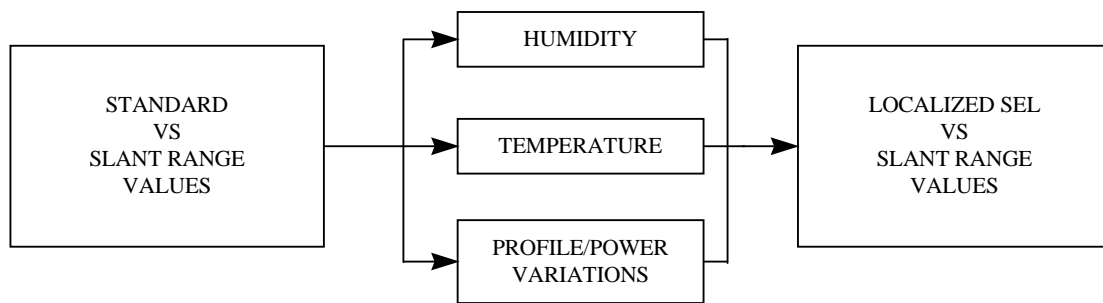 STANDARD
VS
SLANT RANGE
VALUES
HUMIDITY
TEMPERATURE
PROFILE/POWER
VARIATIONS
LOCALIZED SEL
VS
SLANT RANGE
VALUES